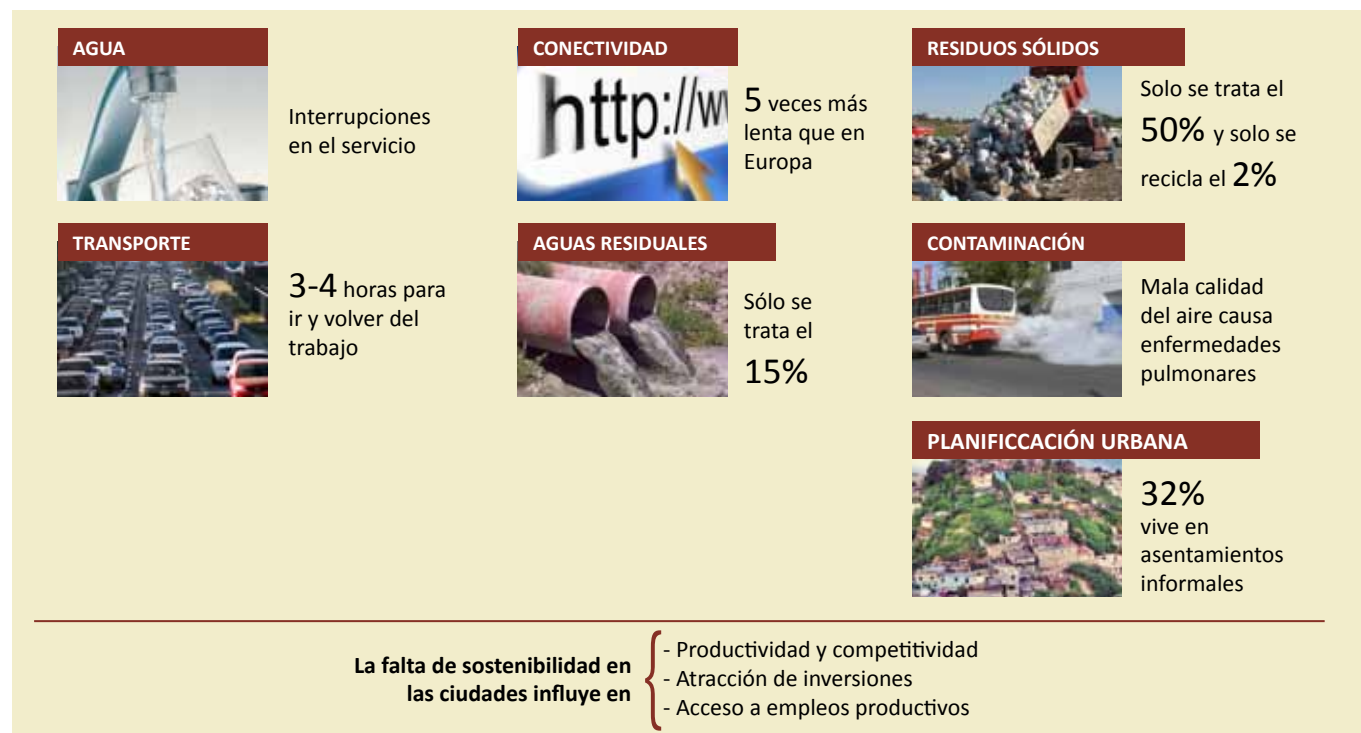 AGUA
Interrupciones
en el servicio
CONECTIVIDAD
http://ww
5 veces más
lenta que en
Europa
RESIDUOS SÓLIDOS
Solo se trata el
50% y solo se
recicla el 2%
TRANSPORTE
3-4 horas para
ir y volver del
trabajo
AGUAS RESIDUALES
Sólo se
trata el
15%
CONTAMINACIÓN
Mala calidad
del aire causa
enfermedades
pulmonares
PLANIFICCACIÓN URBANA
32%
vive en
asentamientos
informales
La falta de sostenibilidad en
las ciudades influye en
- Productividad y competitividad
- Atracción de inversiones
- Acceso a empleos productivos